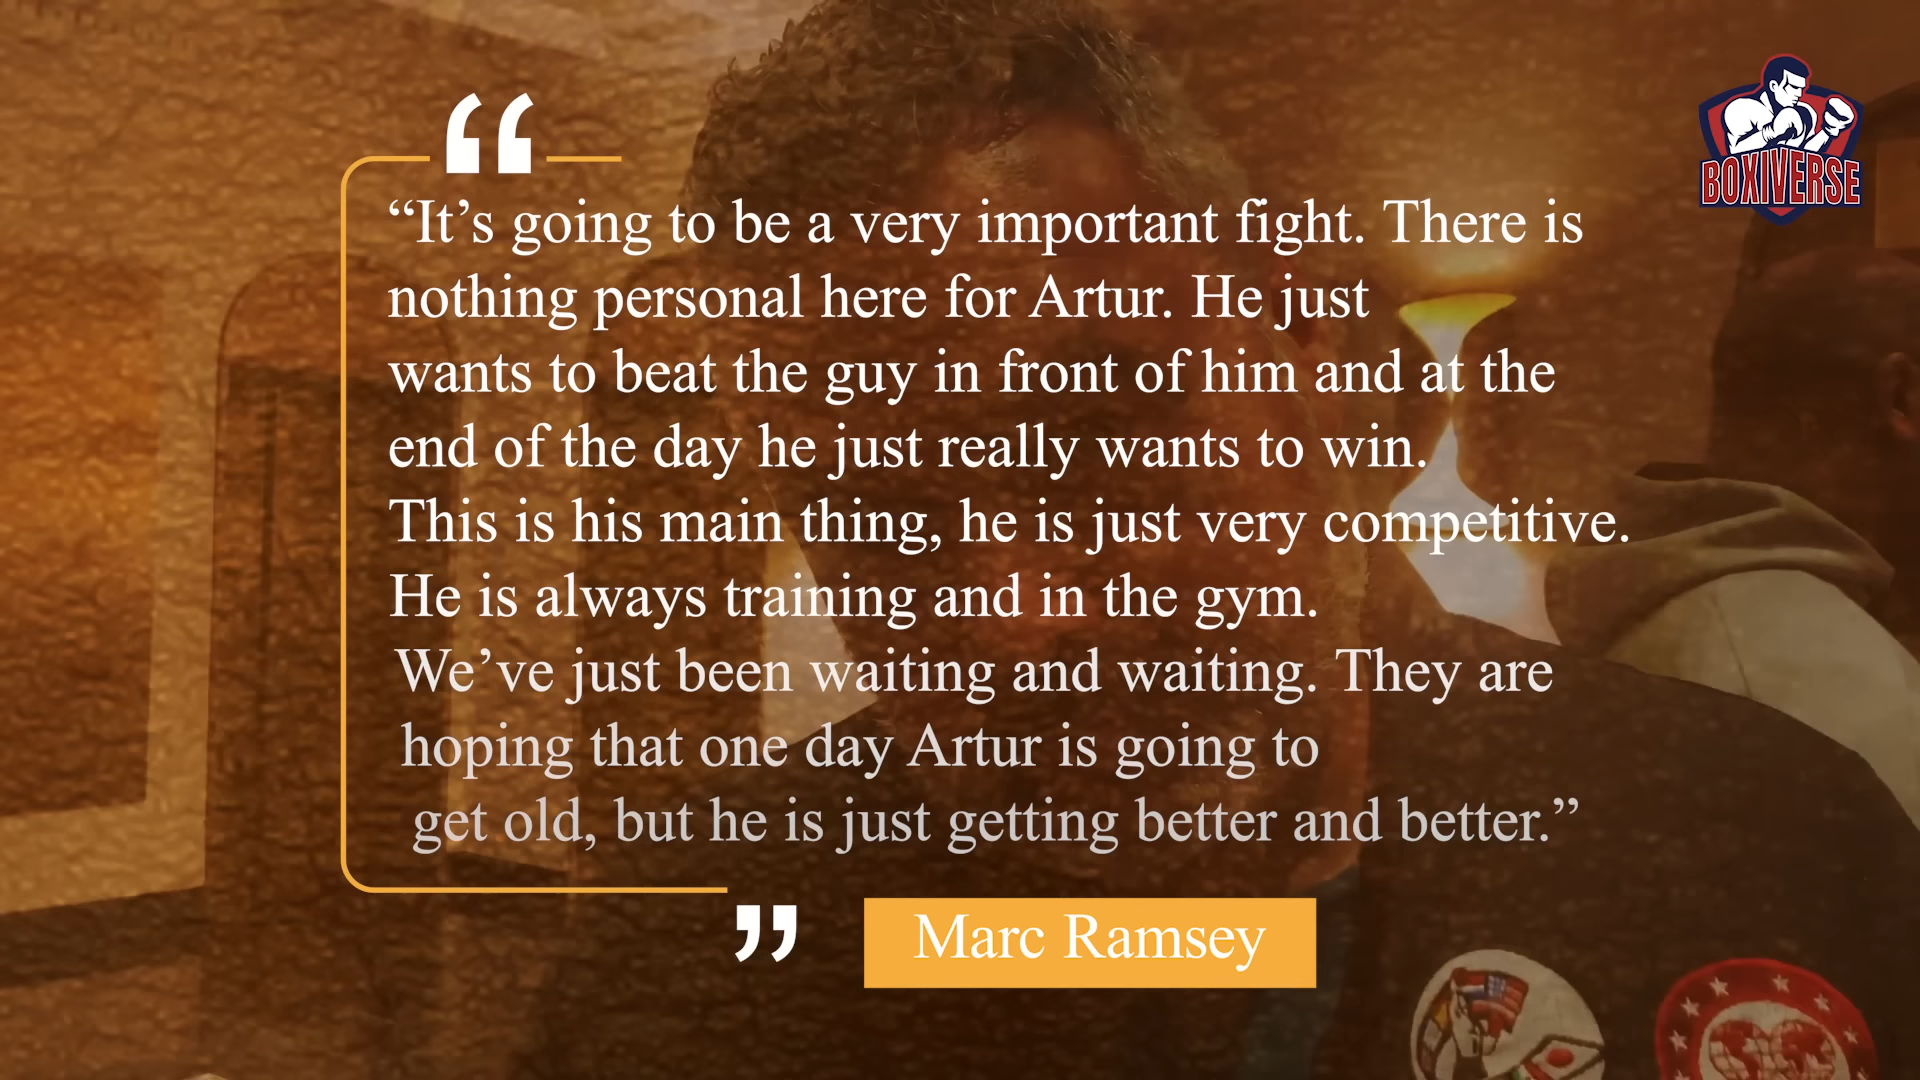 BOXIVERSE
“It’s going to be a very important fight. There is
nothing personal here for Artur. He just
wants to beat the guy in front of him and at the
end of the day he just really wants to win.
This is his main thing, he is just very competitive.
He is always training and in the gym.
We’ve just been waiting and waiting. They are
hoping that one day Artur is going to
get old, but he is just getting better and better.”
Marc Ramsey